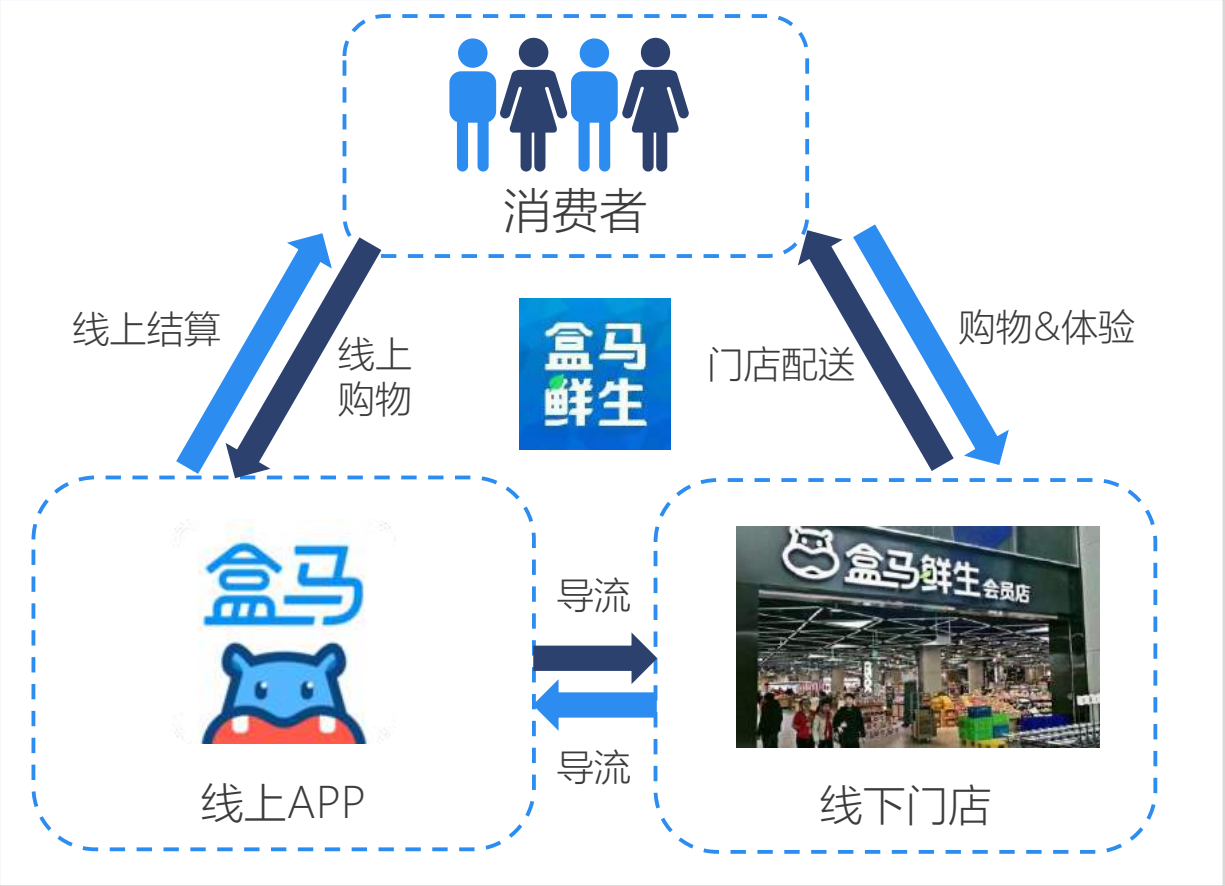 消费者
线上结算
线上
购物
盒马
鲜生
门店配送
购物&体验
盒马
导流
导流
盒马鲜生会员店
线上APP
线下门店